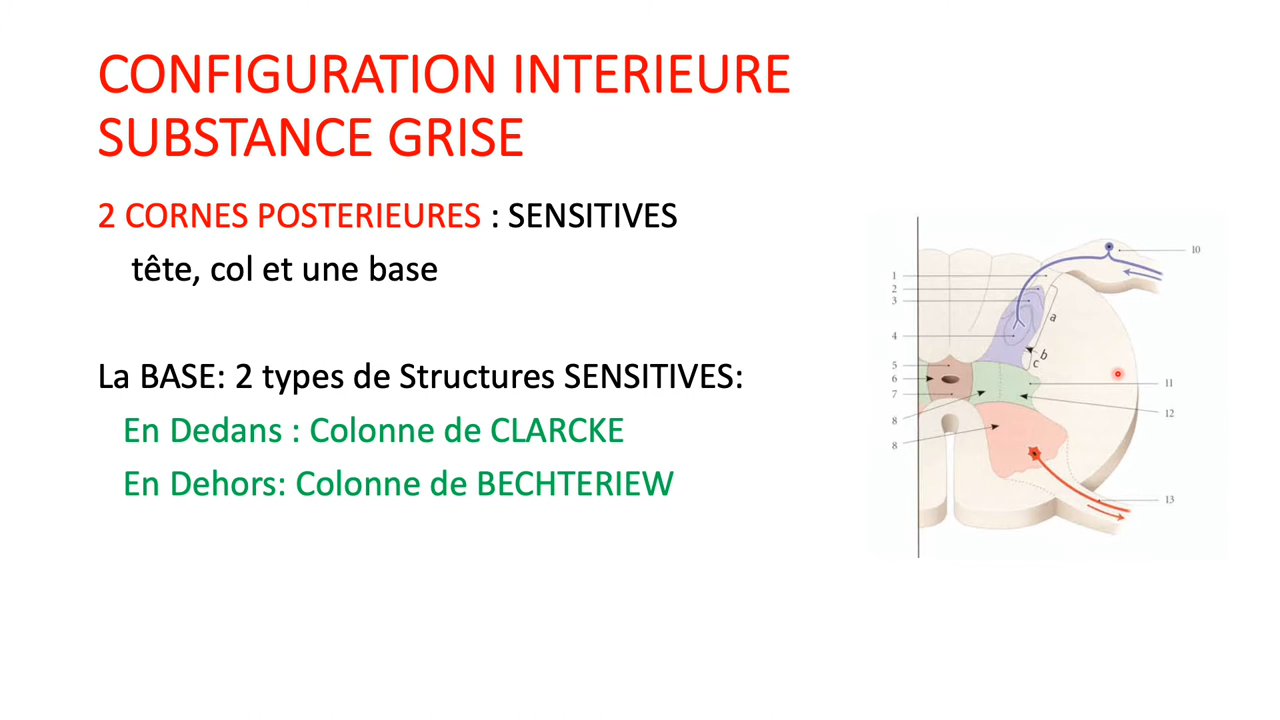 CONFIGURATION INTERIEURE
SUBSTANCE GRISE
2 CORNES POSTERIEURES : SENSITIVES
tête, col et une base
La BASE: 2 types de Structures SENSITIVES:
En Dedans : Colonne de CLARCKE
En Dehors: Colonne de BECHTERIEW
1
2
3
4
5
6
7
8
8
a
b
c
10
11
12
13